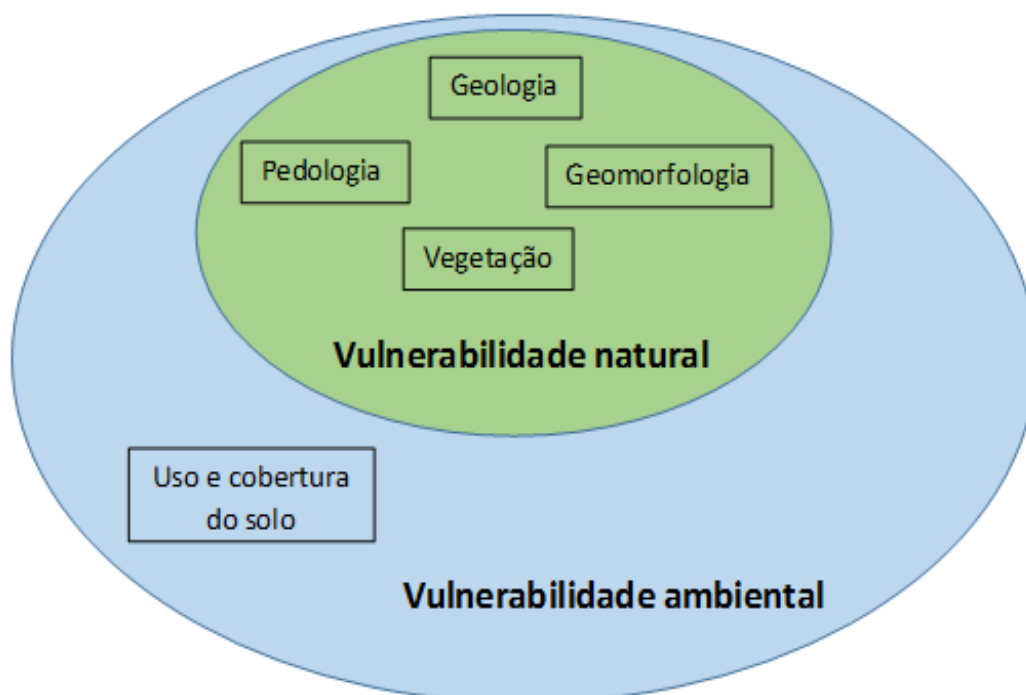 Geologia
Pedologia
Geomorfologia
Vegetação
Vulnerabilidade natural
Uso e cobertura
do solo
Vulnerabilidade ambiental